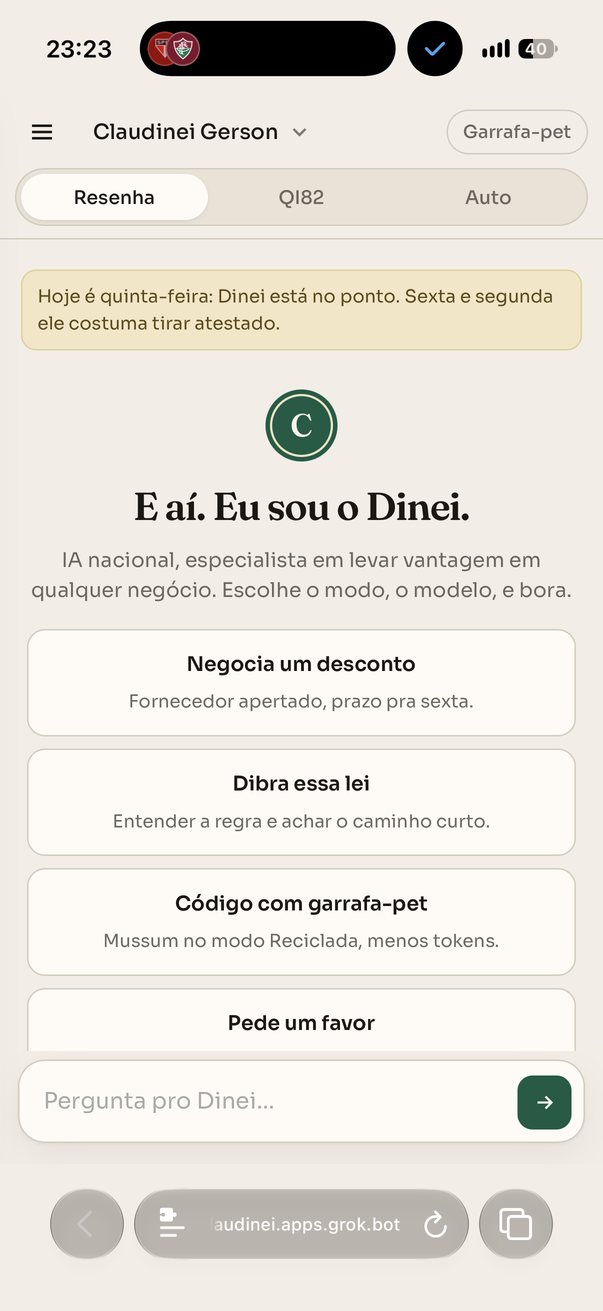 23:23
40
Claudinei Gerson
Garrafa-pet
Resenha
QI82
Auto
Hoje é quinta-feira: Dinei está no ponto. Sexta e segunda
ele costuma tirar atestado.
C
E aí. Eu sou o Dinei.
IA nacional, especialista em levar vantagem em
qualquer negócio. Escolhe o modo, o modelo, e bora.
Negocia um desconto
Fornecedor apertado, prazo pra sexta.
Dibra essa lei
Entender a regra e achar o caminho curto.
Código com garrafa-pet
Mussum no modo Reciclada, menos tokens.
Pede um favor
Pergunta pro Dinei...
audinei.apps.grok.bot